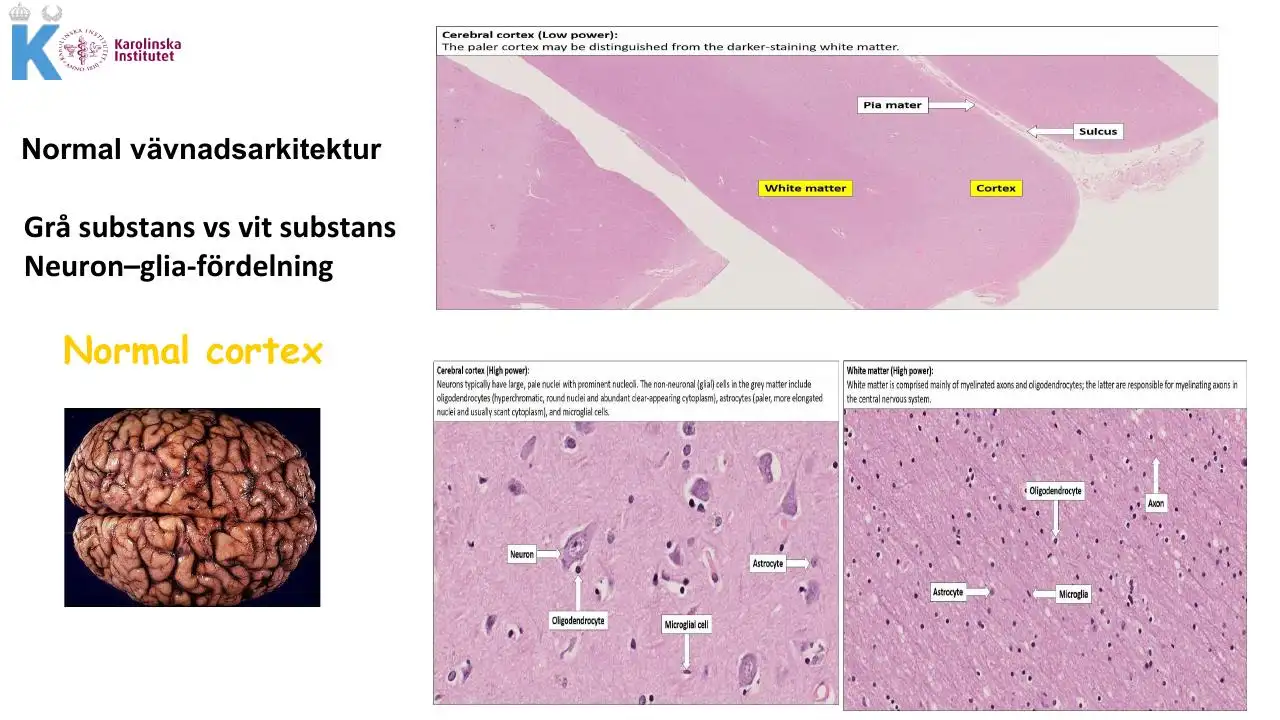 Karolinska
Institutet
Normal vävnadsarkitektur
Grå substans vs vit substans
Neuron–glia-fördelning
Normal cortex
Cerebral cortex (Low power):
The paler cortex may be distinguished from the darker-staining white matter.
Pia mater
Sulcus
White matter
Cortex
Cerebral cortex (High power):
Neurons typically have large, pale nuclei with prominent nucleoli. The non-neuronal (glial) cells in the grey matter include
oligodendrocytes (hyperchromatic, round nuclei and abundant clear-appearing cytoplasm), astrocytes (paler, more elongated
nuclei and usually scant cytoplasm), and microglial cells.
Neuron
Astrocyte
Oligodendrocyte
Microglial cell
White matter (High power):
White matter is comprised mainly of myelinated axons and oligodendrocytes; the latter are responsible for myelinating axons in
the central nervous system.
Oligodendrocyte
Axon
Astrocyte
Microglia